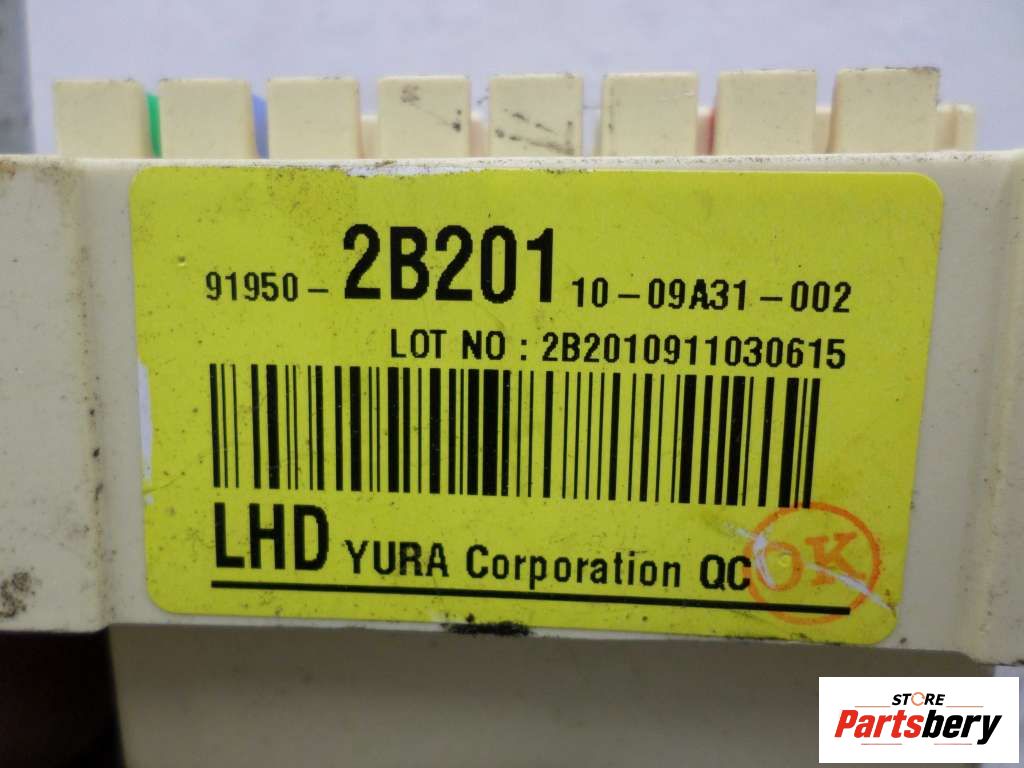 91950-2B201 10-09A31-002
LOT NO : 2B2010911030615
LHD YURA Corporation QC OK
STORE
Partsbery